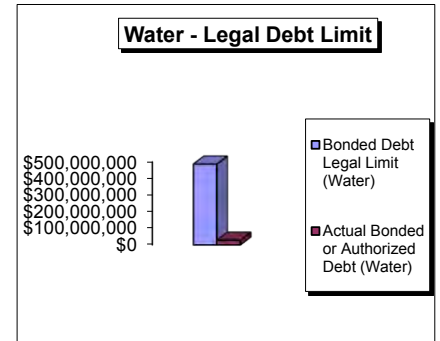 Water - Legal Debt Limit
$500,000,000
$400,000,000
$300,000,000
$200,000,000
$100,000,000
$0
Bonded Debt
Legal Limit
(Water)
Actual Bonded
or Authorized
Debt (Water)